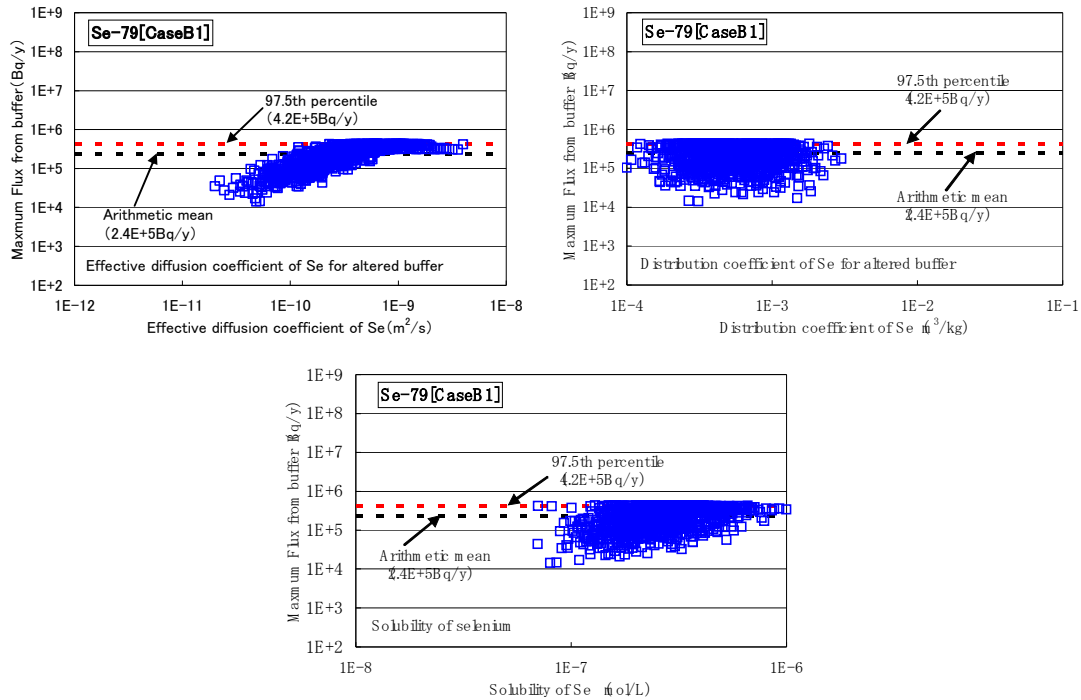 1E+9
1E+8
1E+7
1E+6
1E+5
1E+4
1E+3
1E+2
Maxmum Flux from buffer(Bq/y)
Se-79[CaseB1]
97.5th percentile
(4.2E+5Bq/y)
Arithmetic mean
(2.4E+5Bq/y)
Effective diffusion coefficient of Se for altered buffer
1E-12
1E-11
1E-10
1E-9
1E-8
Effective diffusion coefficient of Se(m²/s)
1E+9
1E+8
1E+7
1E+6
1E+5
1E+4
1E+3
1E+2
Maxmum Flux from buffer Bq/y)
Se-79[CaseB1]
97.5th percentile
4.2E+5Bq/y)
Arithmetic mean
2.4E+5Bq/y)
Distribution coefficient of Se for altered buffer
1E-4
1E-3
1E-2
1E-1
Distribution coefficient of Se m³/kg)
1E+9
1E+8
1E+7
1E+6
1E+5
1E+4
1E+3
1E+2
Maxmum Flux from buffer Bq/y)
Se-79[CaseB1]
97.5th percentile
4.2E+5Bq/y)
Arithmetic mean
2.4E+5Bq/y)
Solubility of selenium
1E-8
1E-7
1E-6
Solubility of Se mol/L)